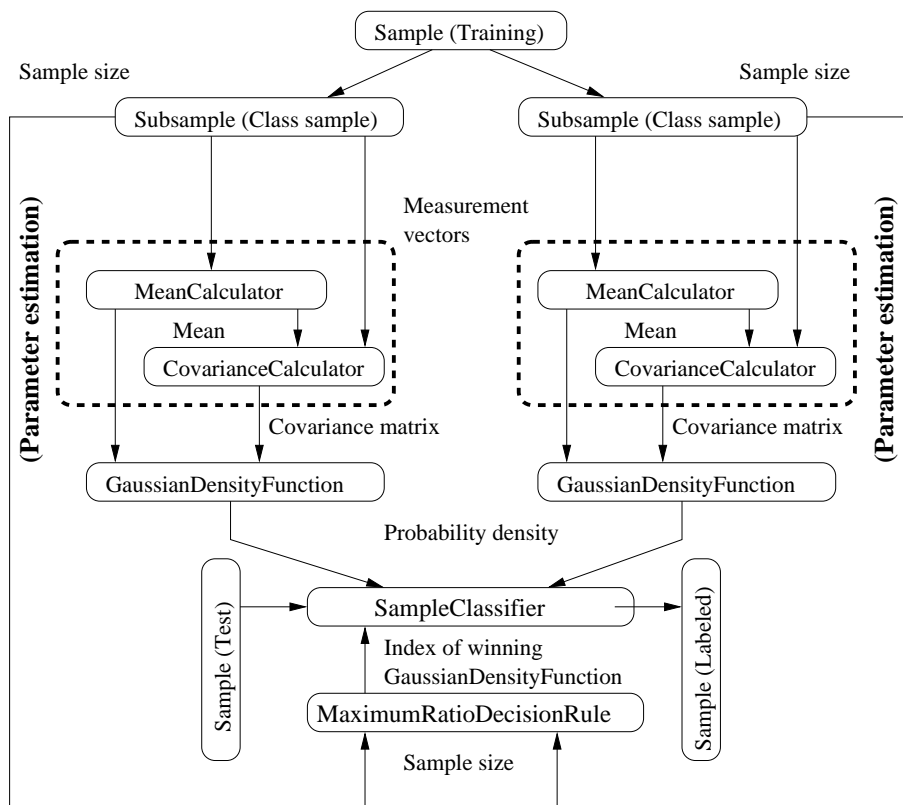 Sample (Training)
Sample size
Sample size
Subsample (Class sample)
Subsample (Class sample)
(Parameter estimation)
Measurement
vectors
(Parameter estimation)
MeanCalculator
MeanCalculator
Mean
Mean
CovarianceCalculator
CovarianceCalculator
Covariance matrix
Covariance matrix
GaussianDensityFunction
GaussianDensityFunction
Probability density
Sample (Test)
SampleClassifier
Sample (Labeled)
Index of winning
GaussianDensityFunction
MaximumRatioDecisionRule
Sample size